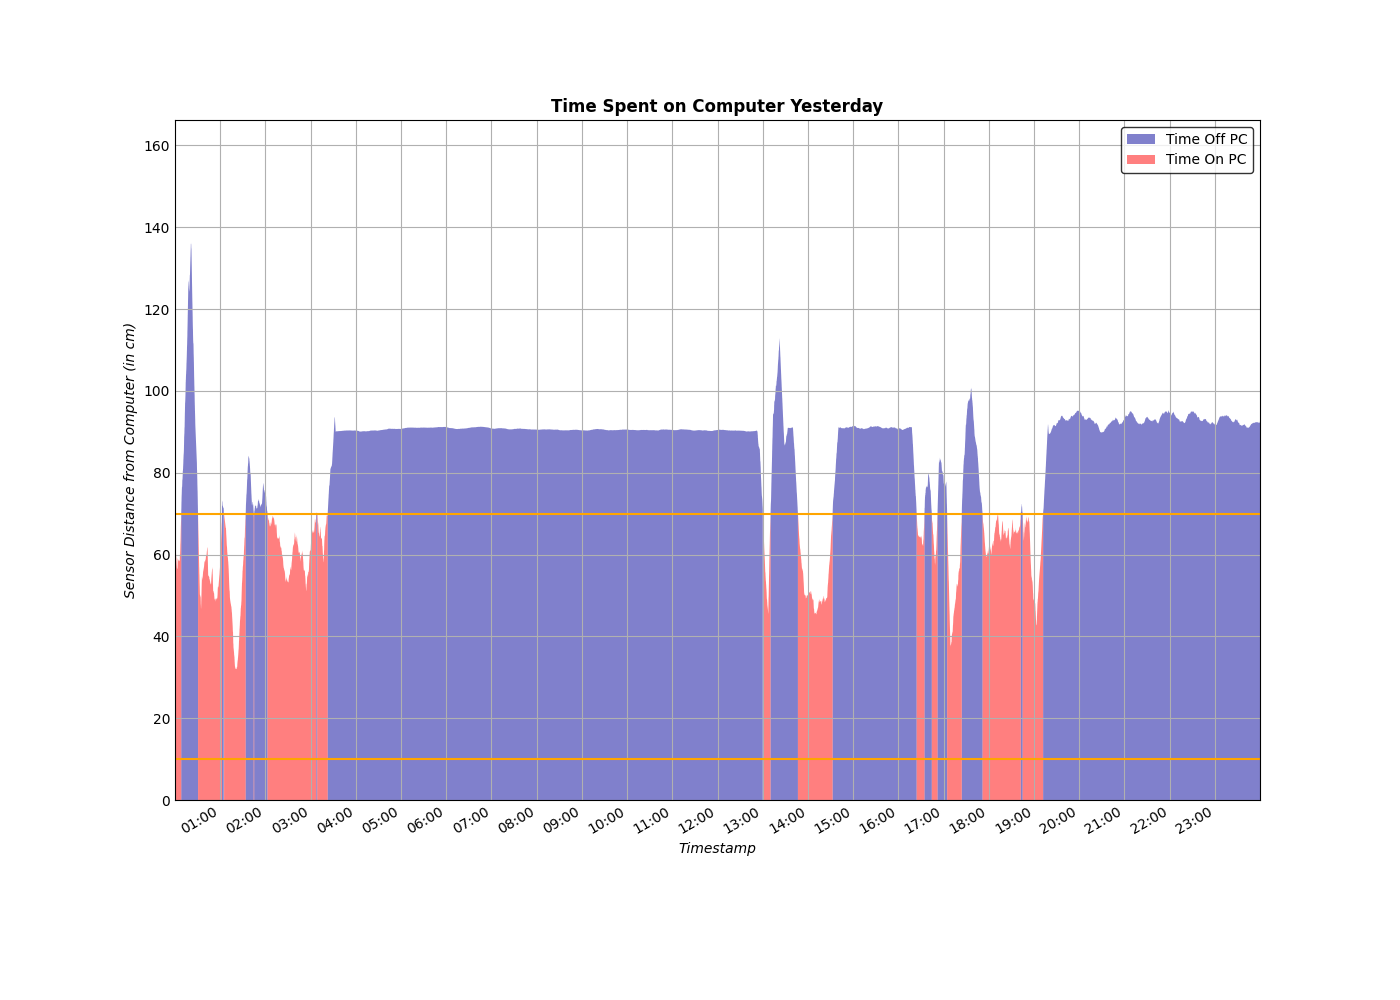 Time Spent on Computer Yesterday
Time Off PC
Time On PC
Sensor Distance from Computer (in cm)
160
140
120
100
80
60
40
20
0
01:00 02:00 03:00 04:00 05:00 06:00 07:00 08:00 09:00 10:00 11:00 12:00 13:00 14:00 15:00 16:00 17:00 18:00 19:00 20:00 21:00 22:00 23:00
Timestamp